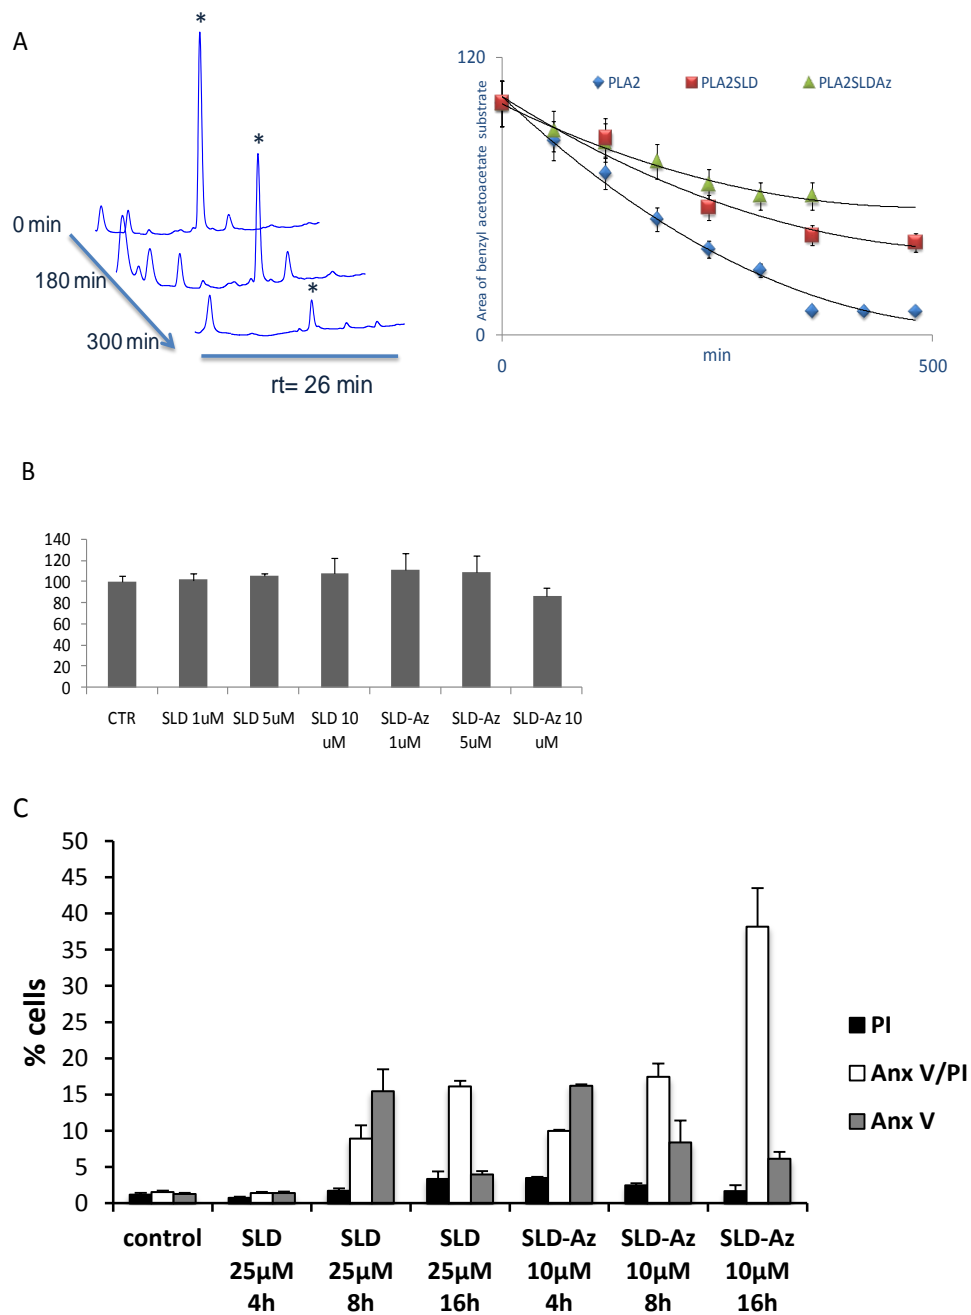 A
*
*
*
0 min
180 min
300 min
rt= 26 min
120
PLA2
PLA2SLD
PLA2SLDAz
Area of benzyl acetoacetate substrate
0
min
0
500
B
140
120
100
80
60
40
20
0
CTR
SLD 1uM
SLD 5uM
SLD 10
uM
SLD-Az
1uM
SLD-Az
5uM
SLD-Az 10
uM
C
50
45
40
35
30
25
20
15
10
5
0
% cells
PI
Anx V/PI
Anx V
control
SLD
25μM
4h
SLD
25μM
8h
SLD
25μM
16h
SLD-Az
10μM
4h
SLD-Az
10μM
8h
SLD-Az
10μM
16h